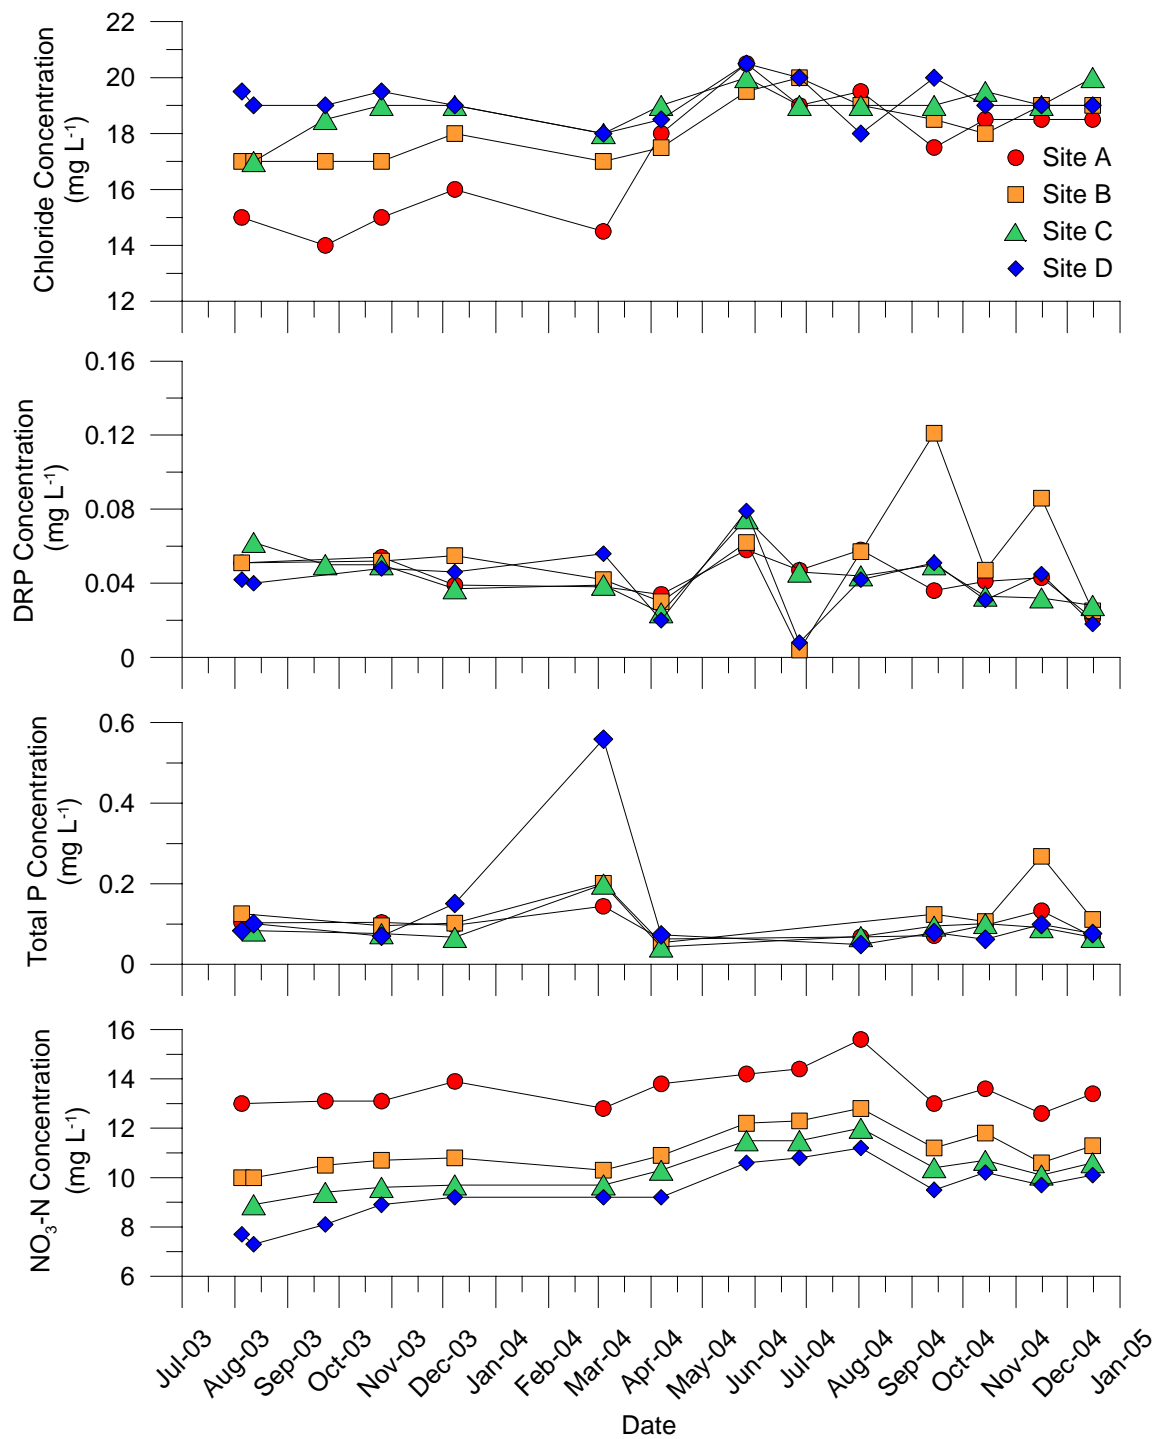 Chloride Concentration
(mg L-1)
22
20
18
16
14
12
Site A
Site B
Site C
Site D
DRP Concentration
(mg L-1)
0.16
0.12
0.08
0.04
0
Total P Concentration
(mg L-1)
0.6
0.4
0.2
0
NO3-N Concentration
(mg L-1)
16
14
12
10
8
6
Jul-03
Aug-03
Sep-03
Oct-03
Nov-03
Dec-03
Jan-04
Feb-04
Mar-04
Apr-04
May-04
Jun-04
Jul-04
Aug-04
Sep-04
Oct-04
Nov-04
Dec-04
Jan-05
Date